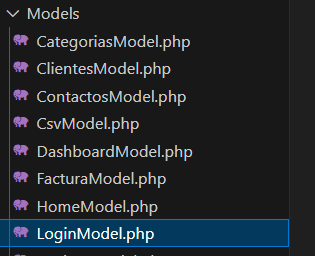 Models
CategoriasModel.php
ClientesModel.php
ContactosModel.php
CsvModel.php
DashboardModel.php
FacturaModel.php
HomeModel.php
LoginModel.php